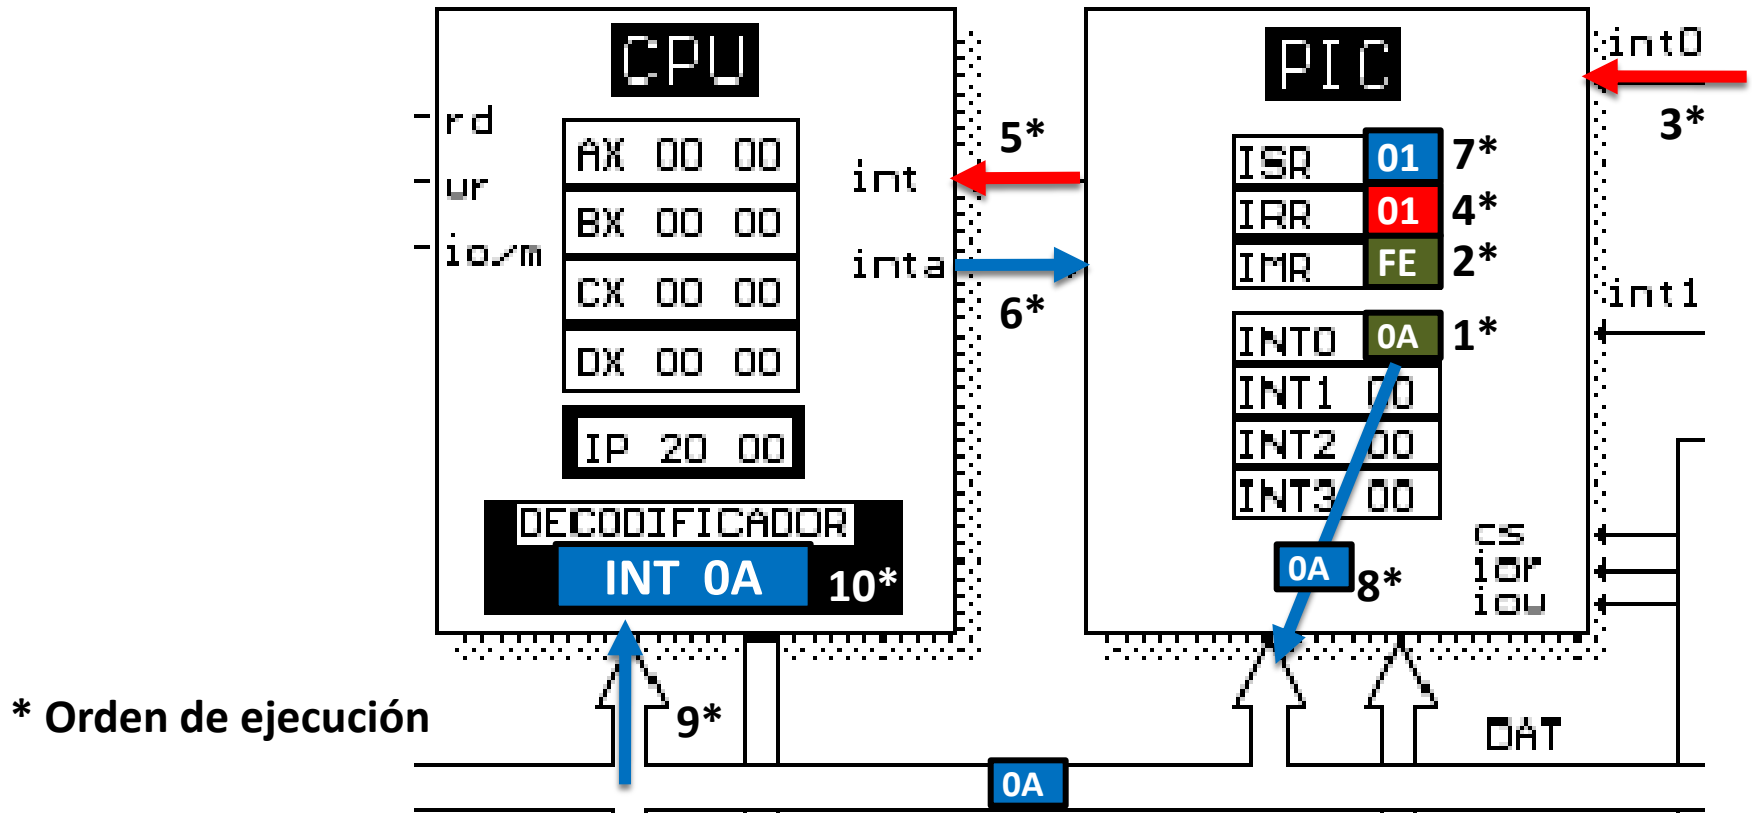 CPU
rd
wr
io/m
AX 00 00
BX 00 00
CX 00 00
DX 00 00
IP 20 00
DECODIFICADOR
INT 0A
10*
int
inta
5*
6*
PIC
ISR 01 7*
IRR 01 4*
IMR FE 2*
INT0 0A 1*
INT1 00
INT2 00
INT3 00
0A
8*
int0
3*
int1
cs
ior
iow
* Orden de ejecución
9*
DAT
0A